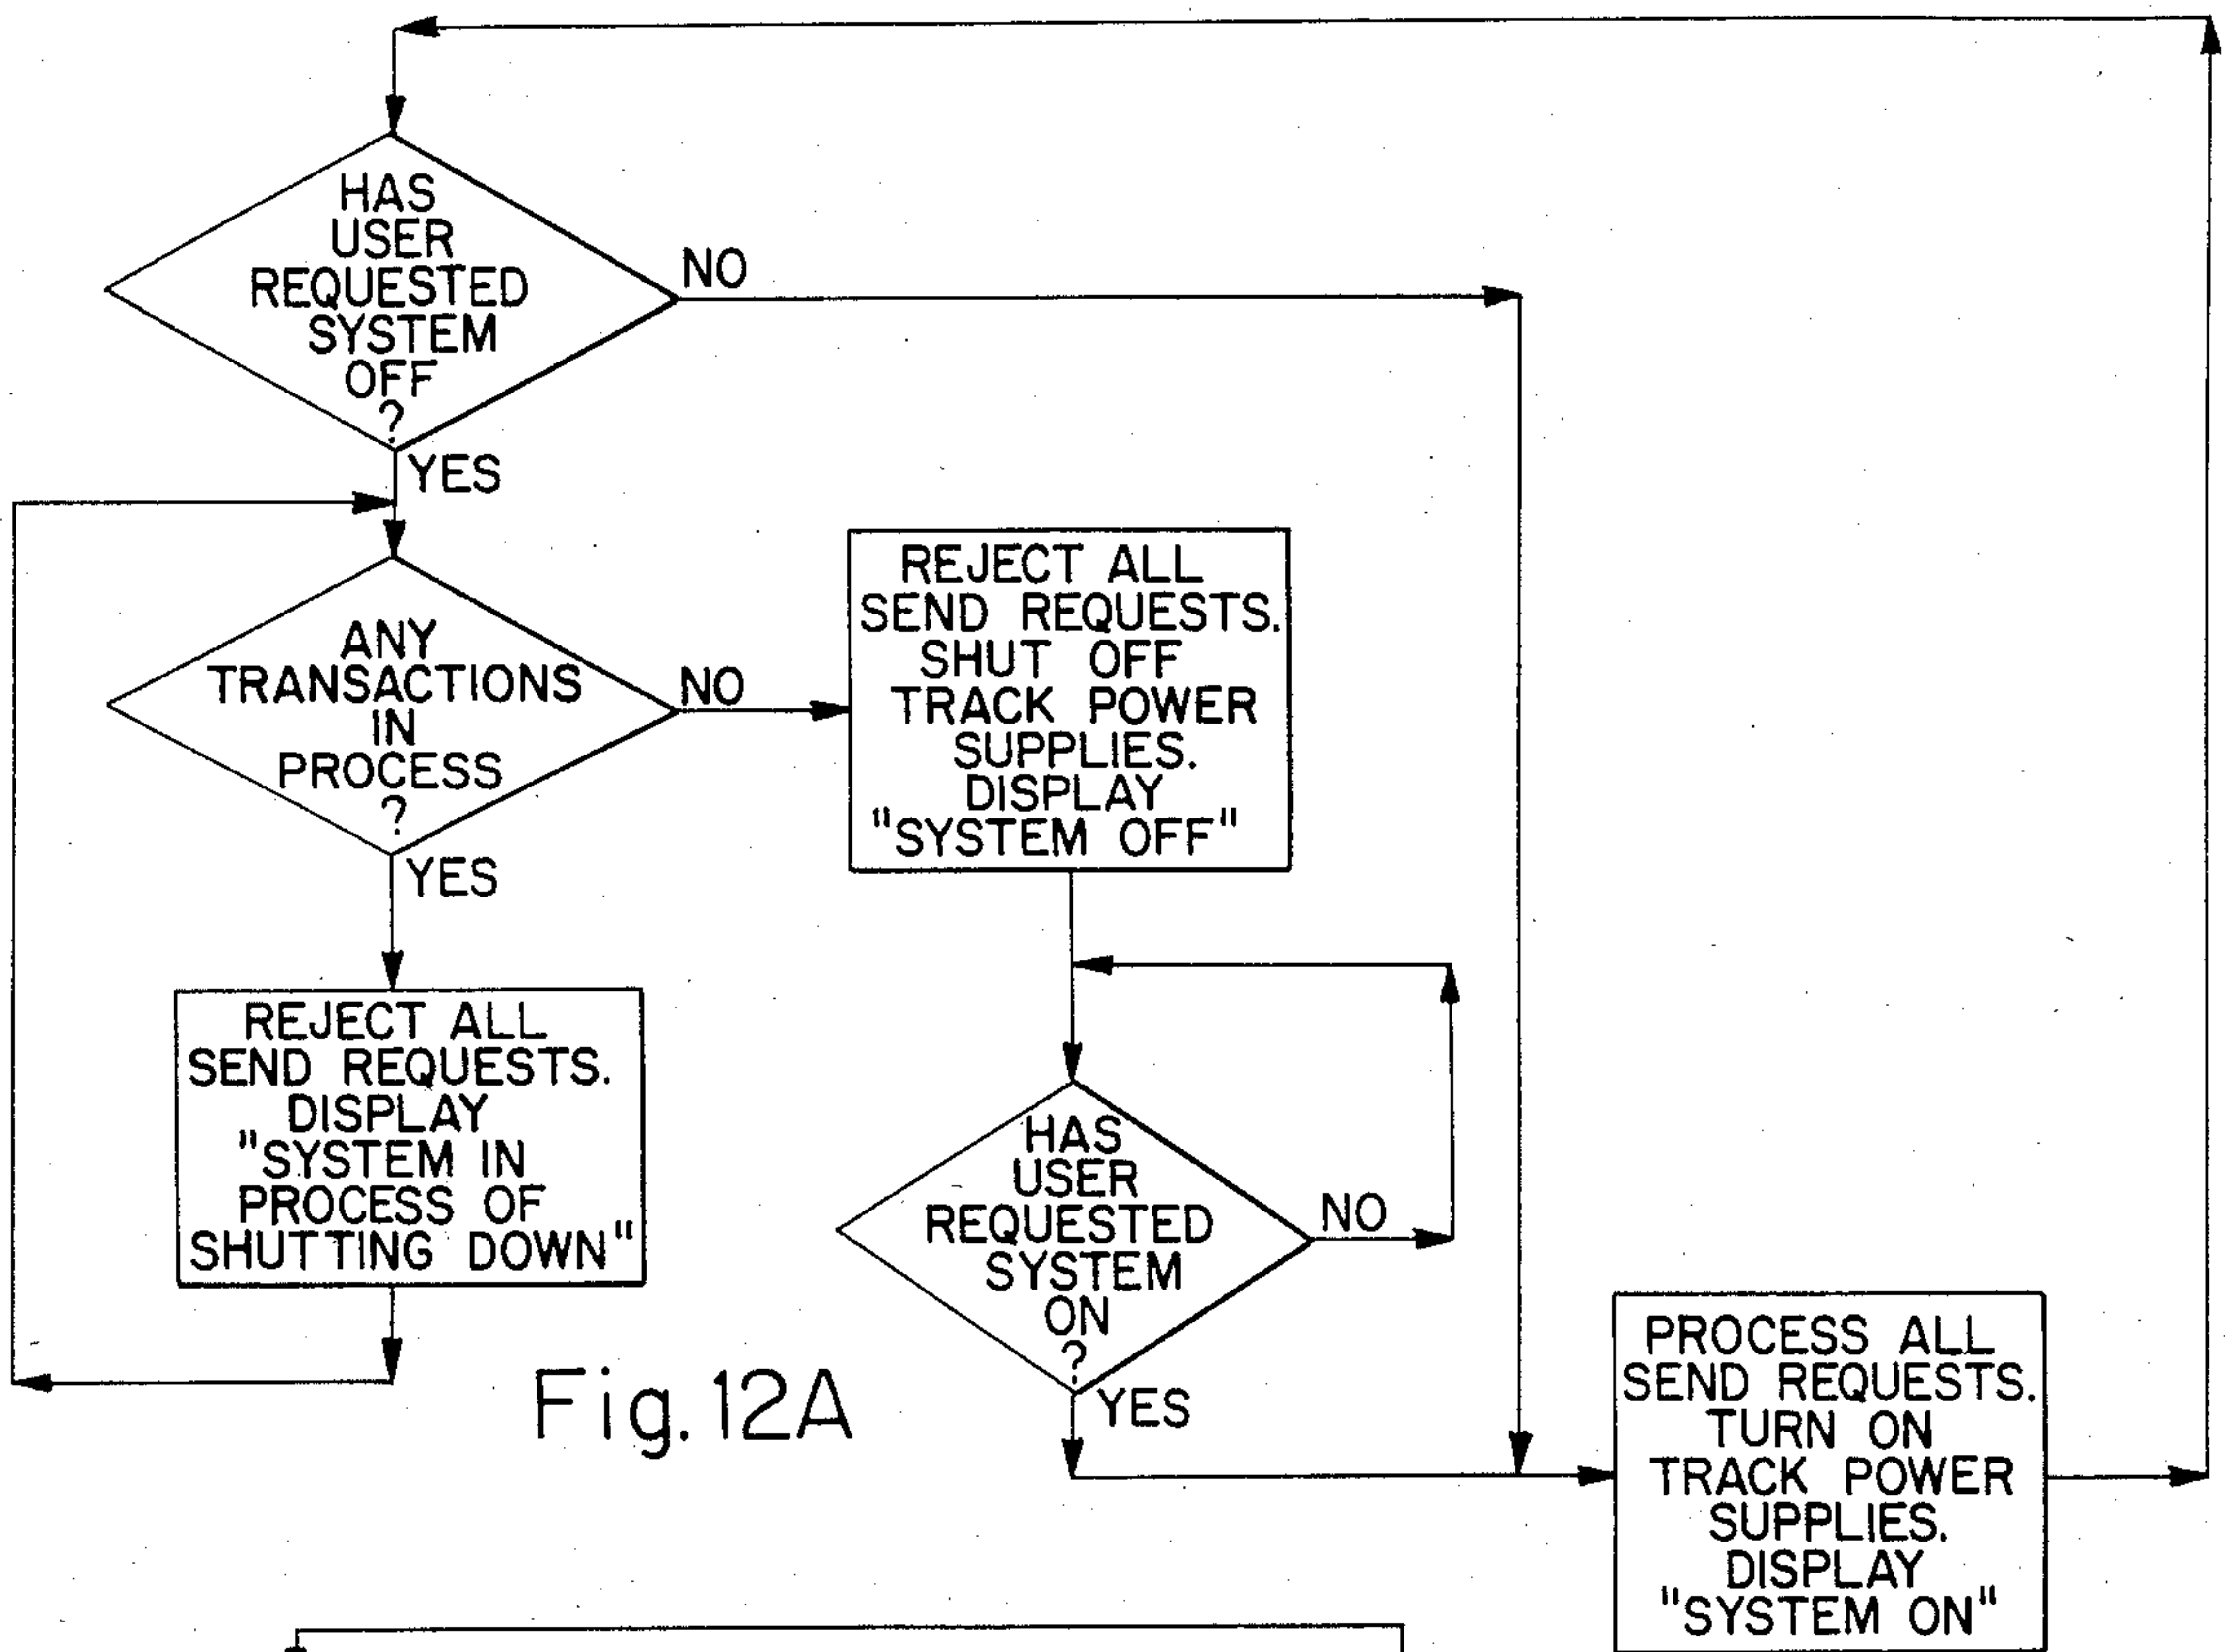 HAS
USER
REQUESTED
SYSTEM
OFF
?
NO
YES
ANY
TRANSACTIONS
IN
PROCESS
?
NO
YES
REJECT ALL
SEND REQUESTS.
SHUT OFF
TRACK POWER
SUPPLIES.
DISPLAY
"SYSTEM OFF"
REJECT ALL
SEND REQUESTS.
DISPLAY
"SYSTEM IN
PROCESS OF
SHUTTING DOWN"
HAS
USER
REQUESTED
SYSTEM
ON
?
NO
YES
PROCESS ALL
SEND REQUESTS.
TURN ON
TRACK POWER
SUPPLIES.
DISPLAY
"SYSTEM ON"
Fig. 12A